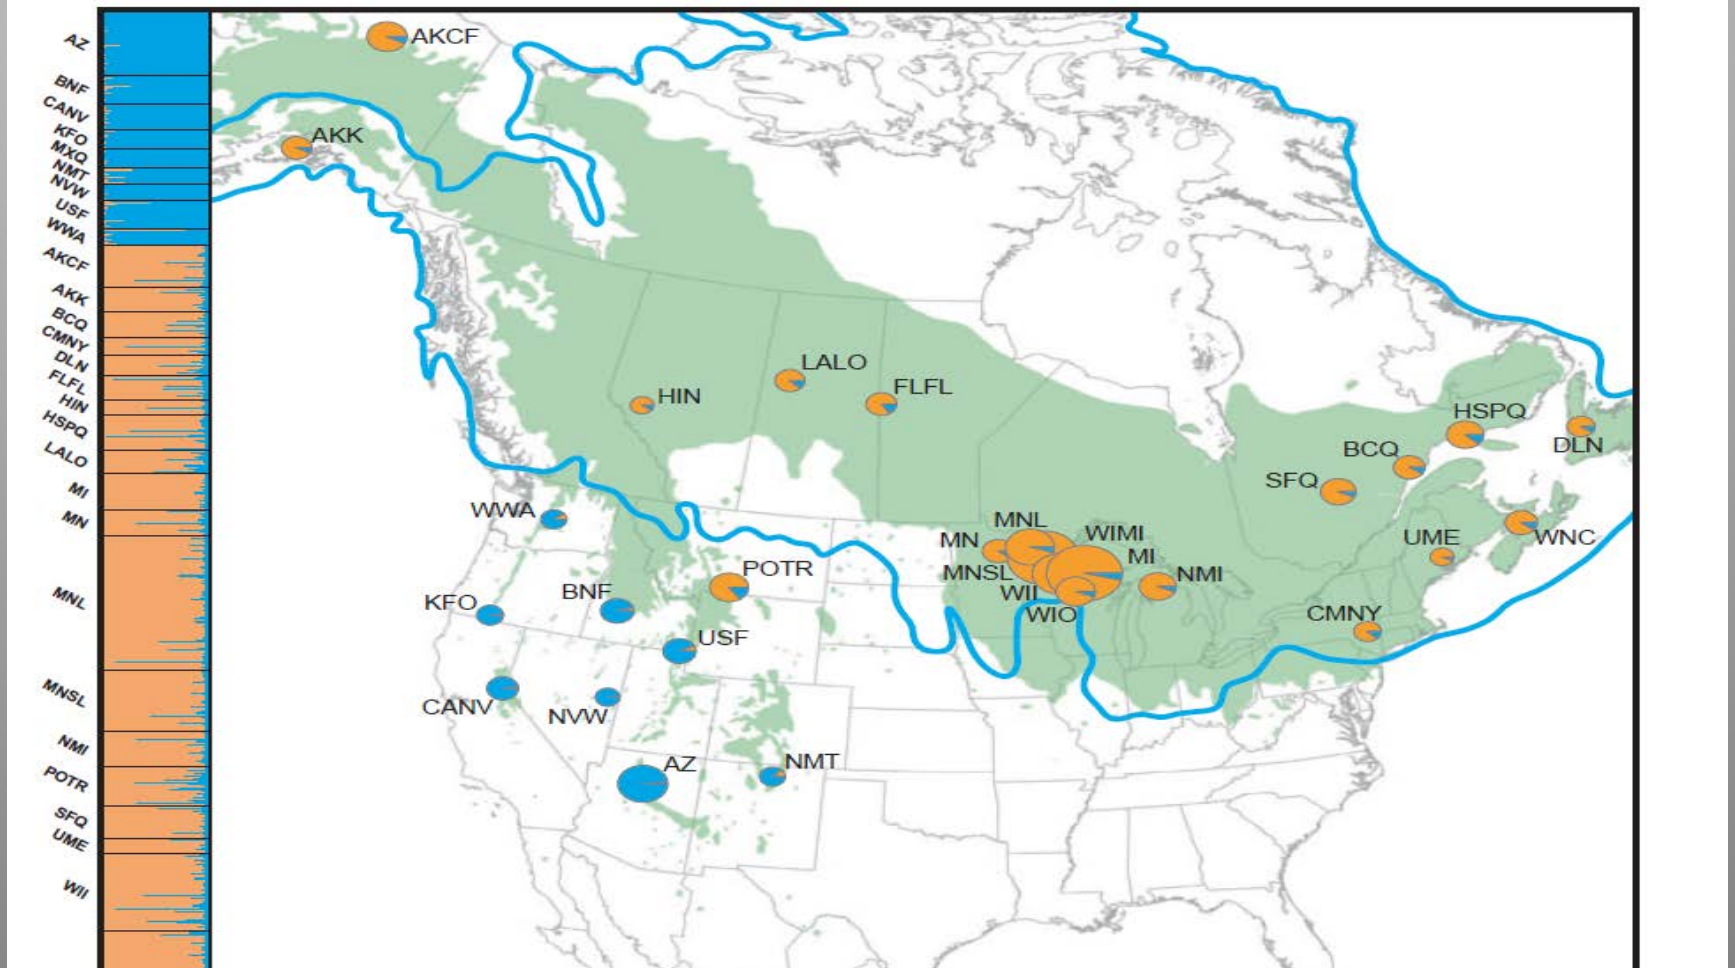 AZ
BNF
CANV
KFO
MXQ
NMT
NVW
USF
WWA
AKCF
AKK
BCQ
CMNY
DLN
FLFL
HIN
HSPQ
LALO
MI
MN
MNL
MNSL
NMI
POTR
SFQ
UME
WII
AKCF
AKK
LALO
HIN
FLFL
HSPQ
DLN
BCQ
SFQ
WWA
MNL
WIMI
MN
MI
UME
WNC
MNSL
NMI
POTR
WII
BNF
KFO
WIO
CMNY
USF
CANV
NVW
AZ
NMT